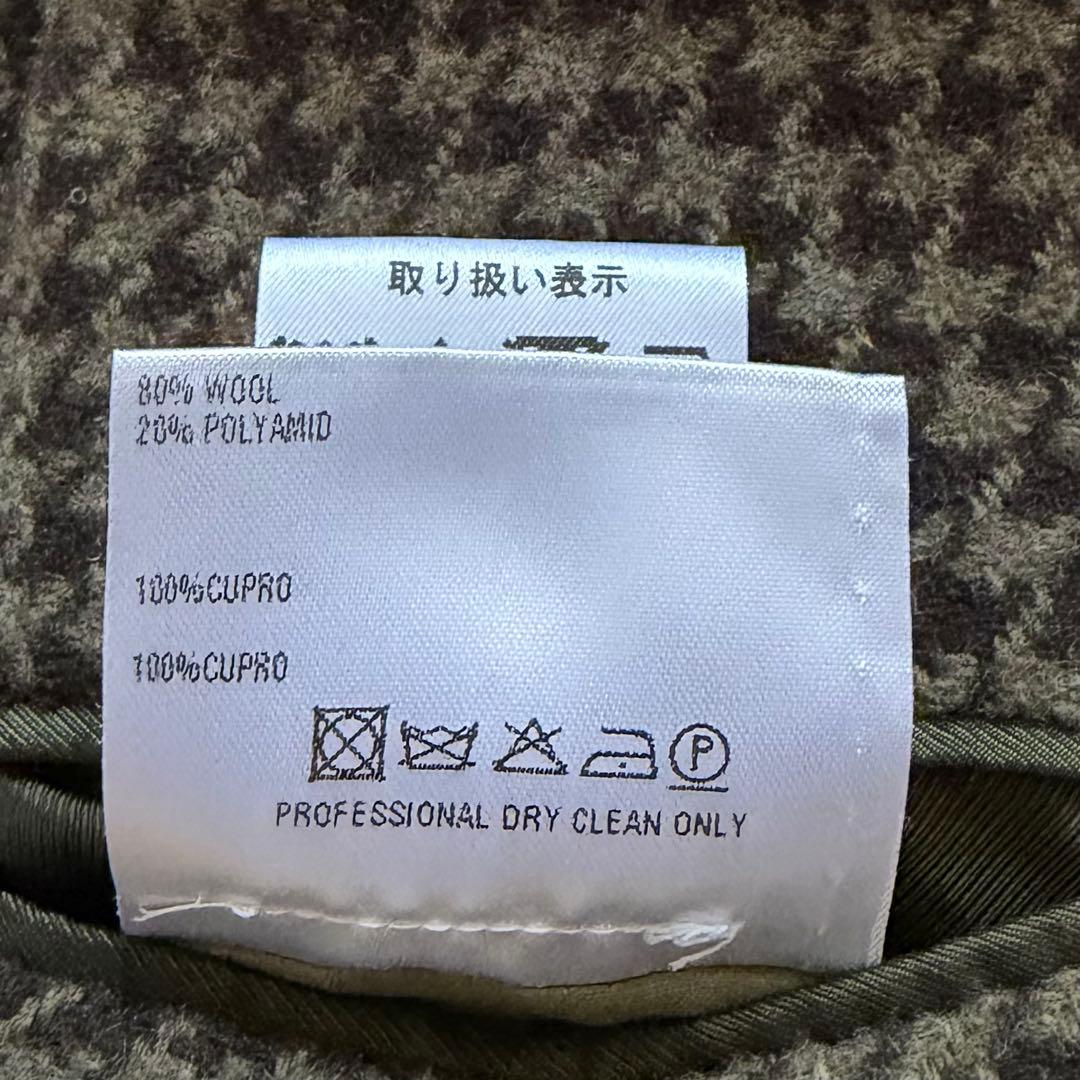 取り扱い表示
80% WOOL
20% POLYAMID
100%CUPRO
100%CUPRO
P
PROFESSIONAL DRY CLEAN ONLY